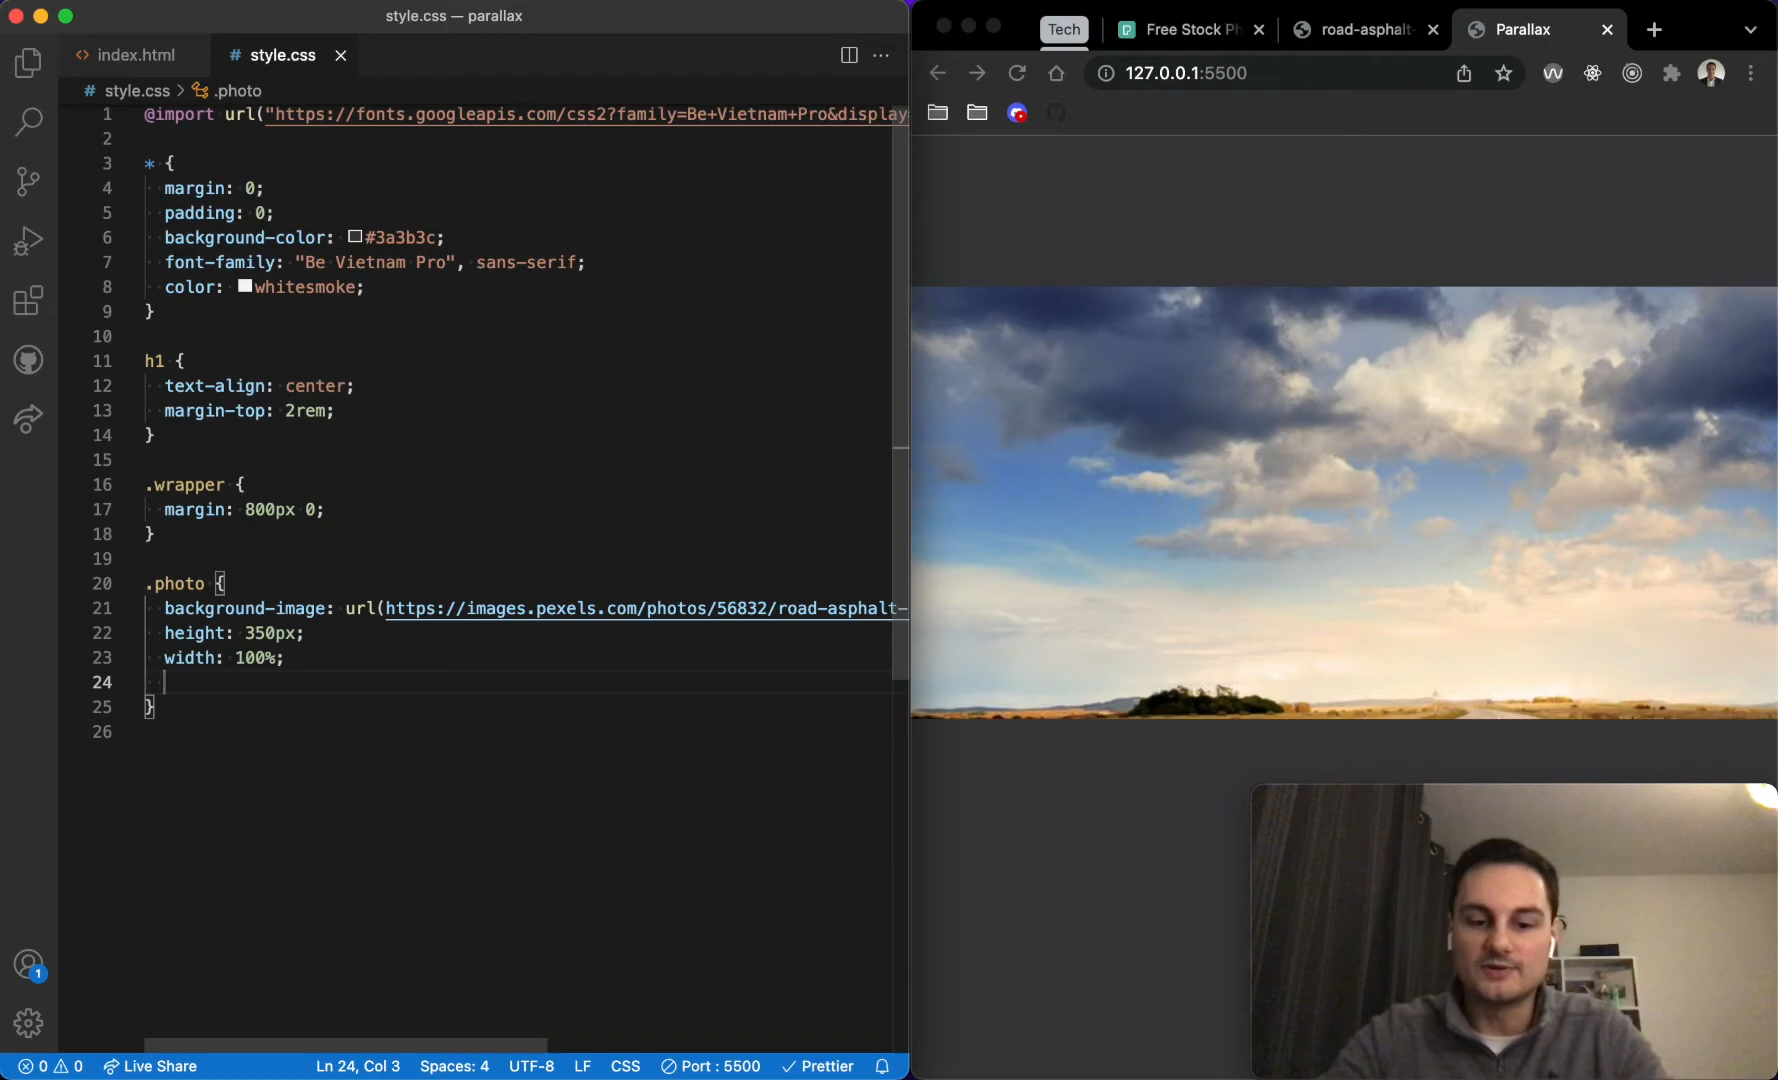 style.css — parallax
index.html
style.css
style.css > .photo
1 @import url("https://fonts.googleapis.com/css2?family=Be+Vietnam+Pro&display
2
3 * {
4 margin: 0;
5 padding: 0;
6 background-color: #3a3b3c;
7 font-family: "Be Vietnam Pro", sans-serif;
8 color: whitesmoke;
9 }
10
11 h1 {
12 text-align: center;
13 margin-top: 2rem;
14 }
15
16 .wrapper {
17 margin: 800px 0;
18 }
19
20 .photo {
21 background-image: url(https://images.pexels.com/photos/56832/road-asphalt-
22 height: 350px;
23 width: 100%;
24
25 }
26
1
0 0 Live Share Ln 24, Col 3 Spaces: 4 UTF-8 LF CSS Port : 5500 Prettier
Tech Free Stock Ph road-asphalt- Parallax
127.0.0.1:5500